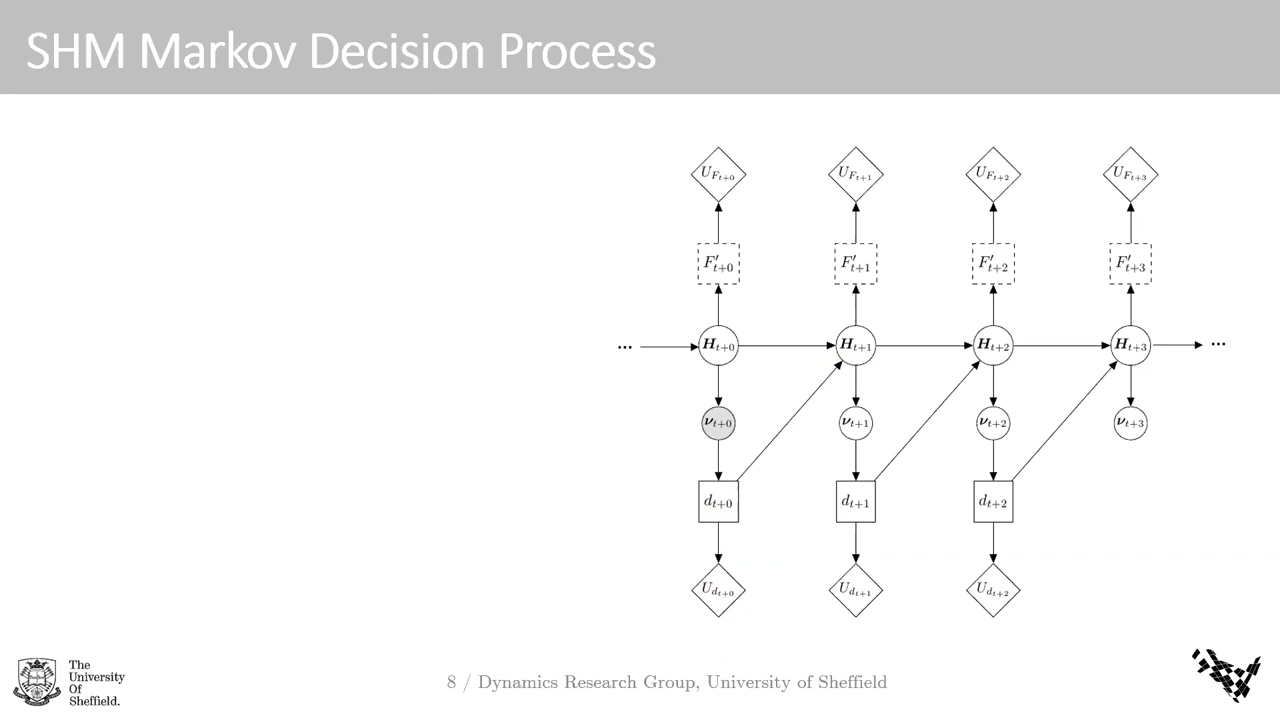 SHM Markov Decision Process
U_{F_{t+0}} U_{F_{t+1}} U_{F_{t+2}} U_{F_{t+3}}
F′_{t+0} F′_{t+1} F′_{t+2} F′_{t+3}
... H_{t+0} H_{t+1} H_{t+2} H_{t+3} ...
ν_{t+0} ν_{t+1} ν_{t+2} ν_{t+3}
d_{t+0} d_{t+1} d_{t+2}
U_{d_{t+0}} U_{d_{t+1}} U_{d_{t+2}}
The
University
Of
Sheffield.
8 / Dynamics Research Group, University of Sheffield